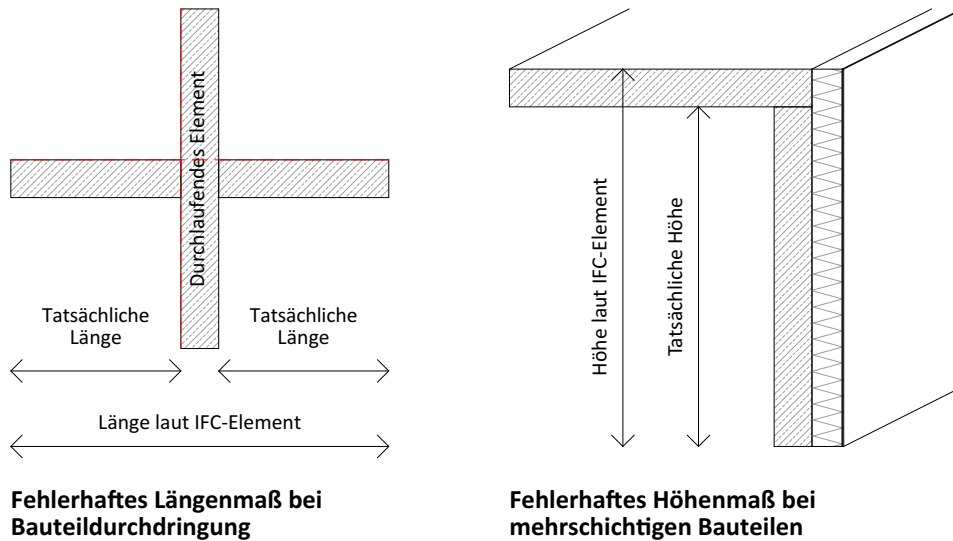 Durchlaufendes Element
Tatsächliche
Länge
Tatsächliche
Länge
Länge laut IFC-Element
Fehlerhaftes Längenmaß bei
Bauteildurchdringung
Höhe laut IFC-Element
Tatsächliche Höhe
Fehlerhaftes Höhenmaß bei
mehrschichtigen Bauteilen